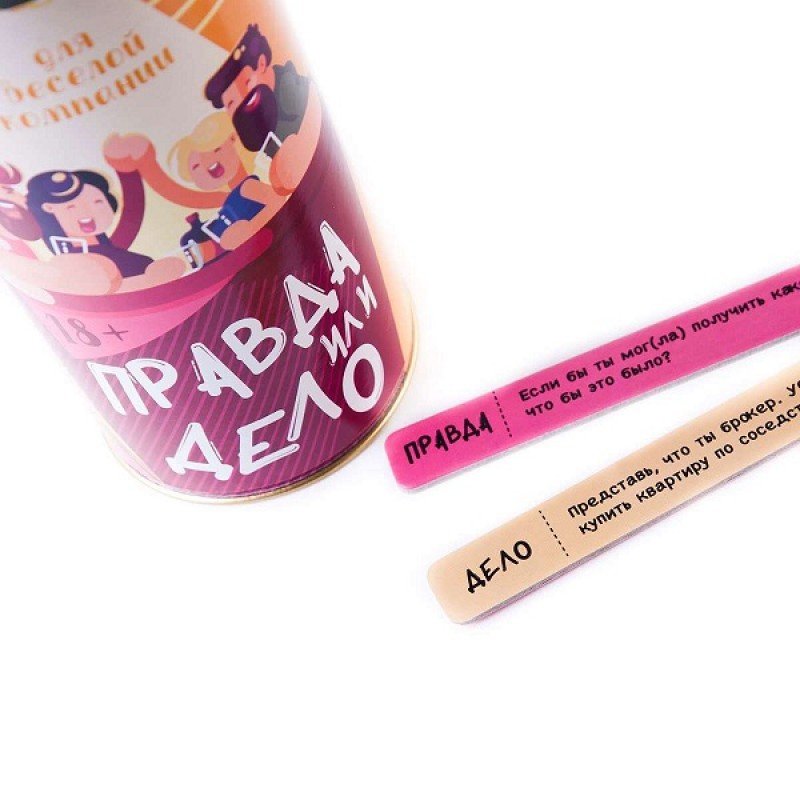 для
веселой
компании
18+
ПРАВДА
ИЛИ
ДЕЛО
ПРАВДА
Если бы ты мог(ла) получить
что бы это было?
ДЕЛО
Представь, что ты брокер.
купить квартиру по